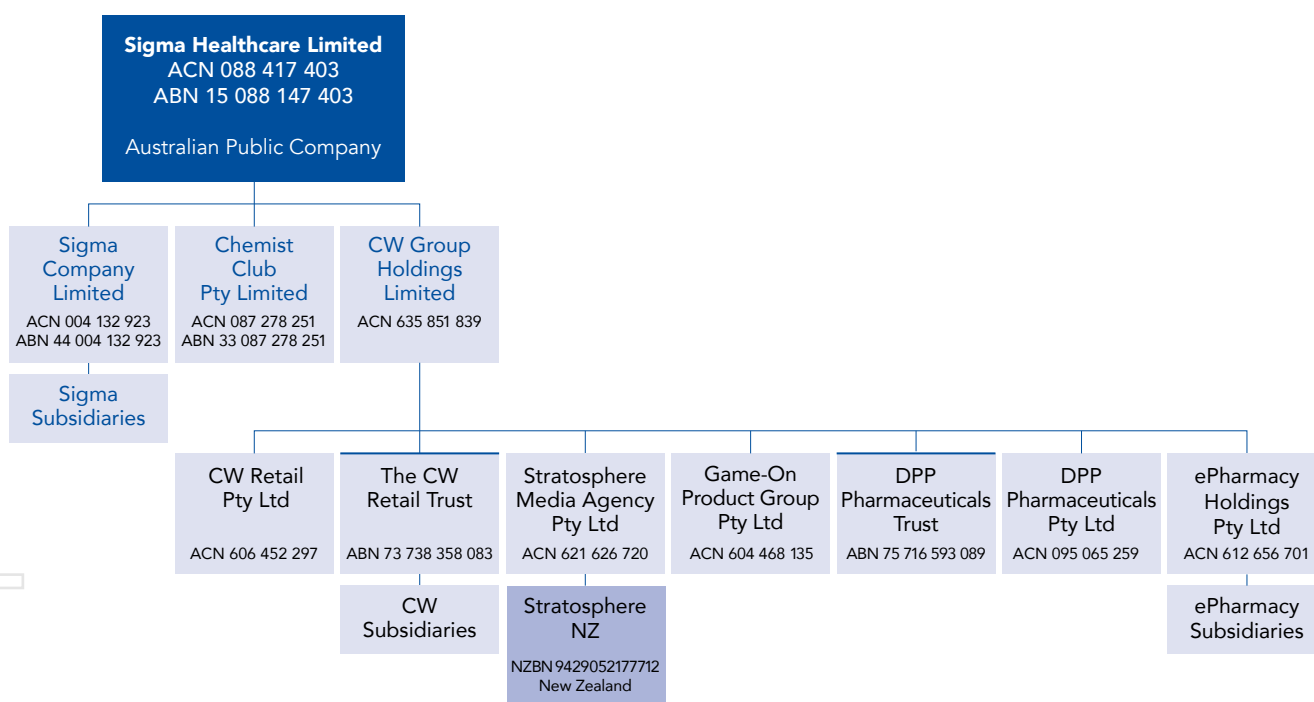 Sigma Healthcare Limited
ACN 088 417 403
ABN 15 088 147 403
Australian Public Company
Sigma
Company
Limited
ACN 004 132 923
ABN 44 004 132 923
Chemist
Club
Pty Limited
ACN 087 278 251
ABN 33 087 278 251
CW Group
Holdings
Limited
ACN 635 851 839
Sigma
Subsidiaries
CW Retail
Pty Ltd
ACN 606 452 297
The CW
Retail Trust
ABN 73 738 358 083
Stratosphere
Media Agency
Pty Ltd
ACN 621 626 720
Game-On
Product Group
Pty Ltd
ACN 604 468 135
DPP
Pharmaceuticals
Trust
ABN 75 716 593 089
DPP
Pharmaceuticals
Pty Ltd
ACN 095 065 259
ePharmacy
Holdings
Pty Ltd
ACN 612 656 701
CW
Subsidiaries
Stratosphere
NZ
NZBN 9429052177712
New Zealand
ePharmacy
Subsidiaries